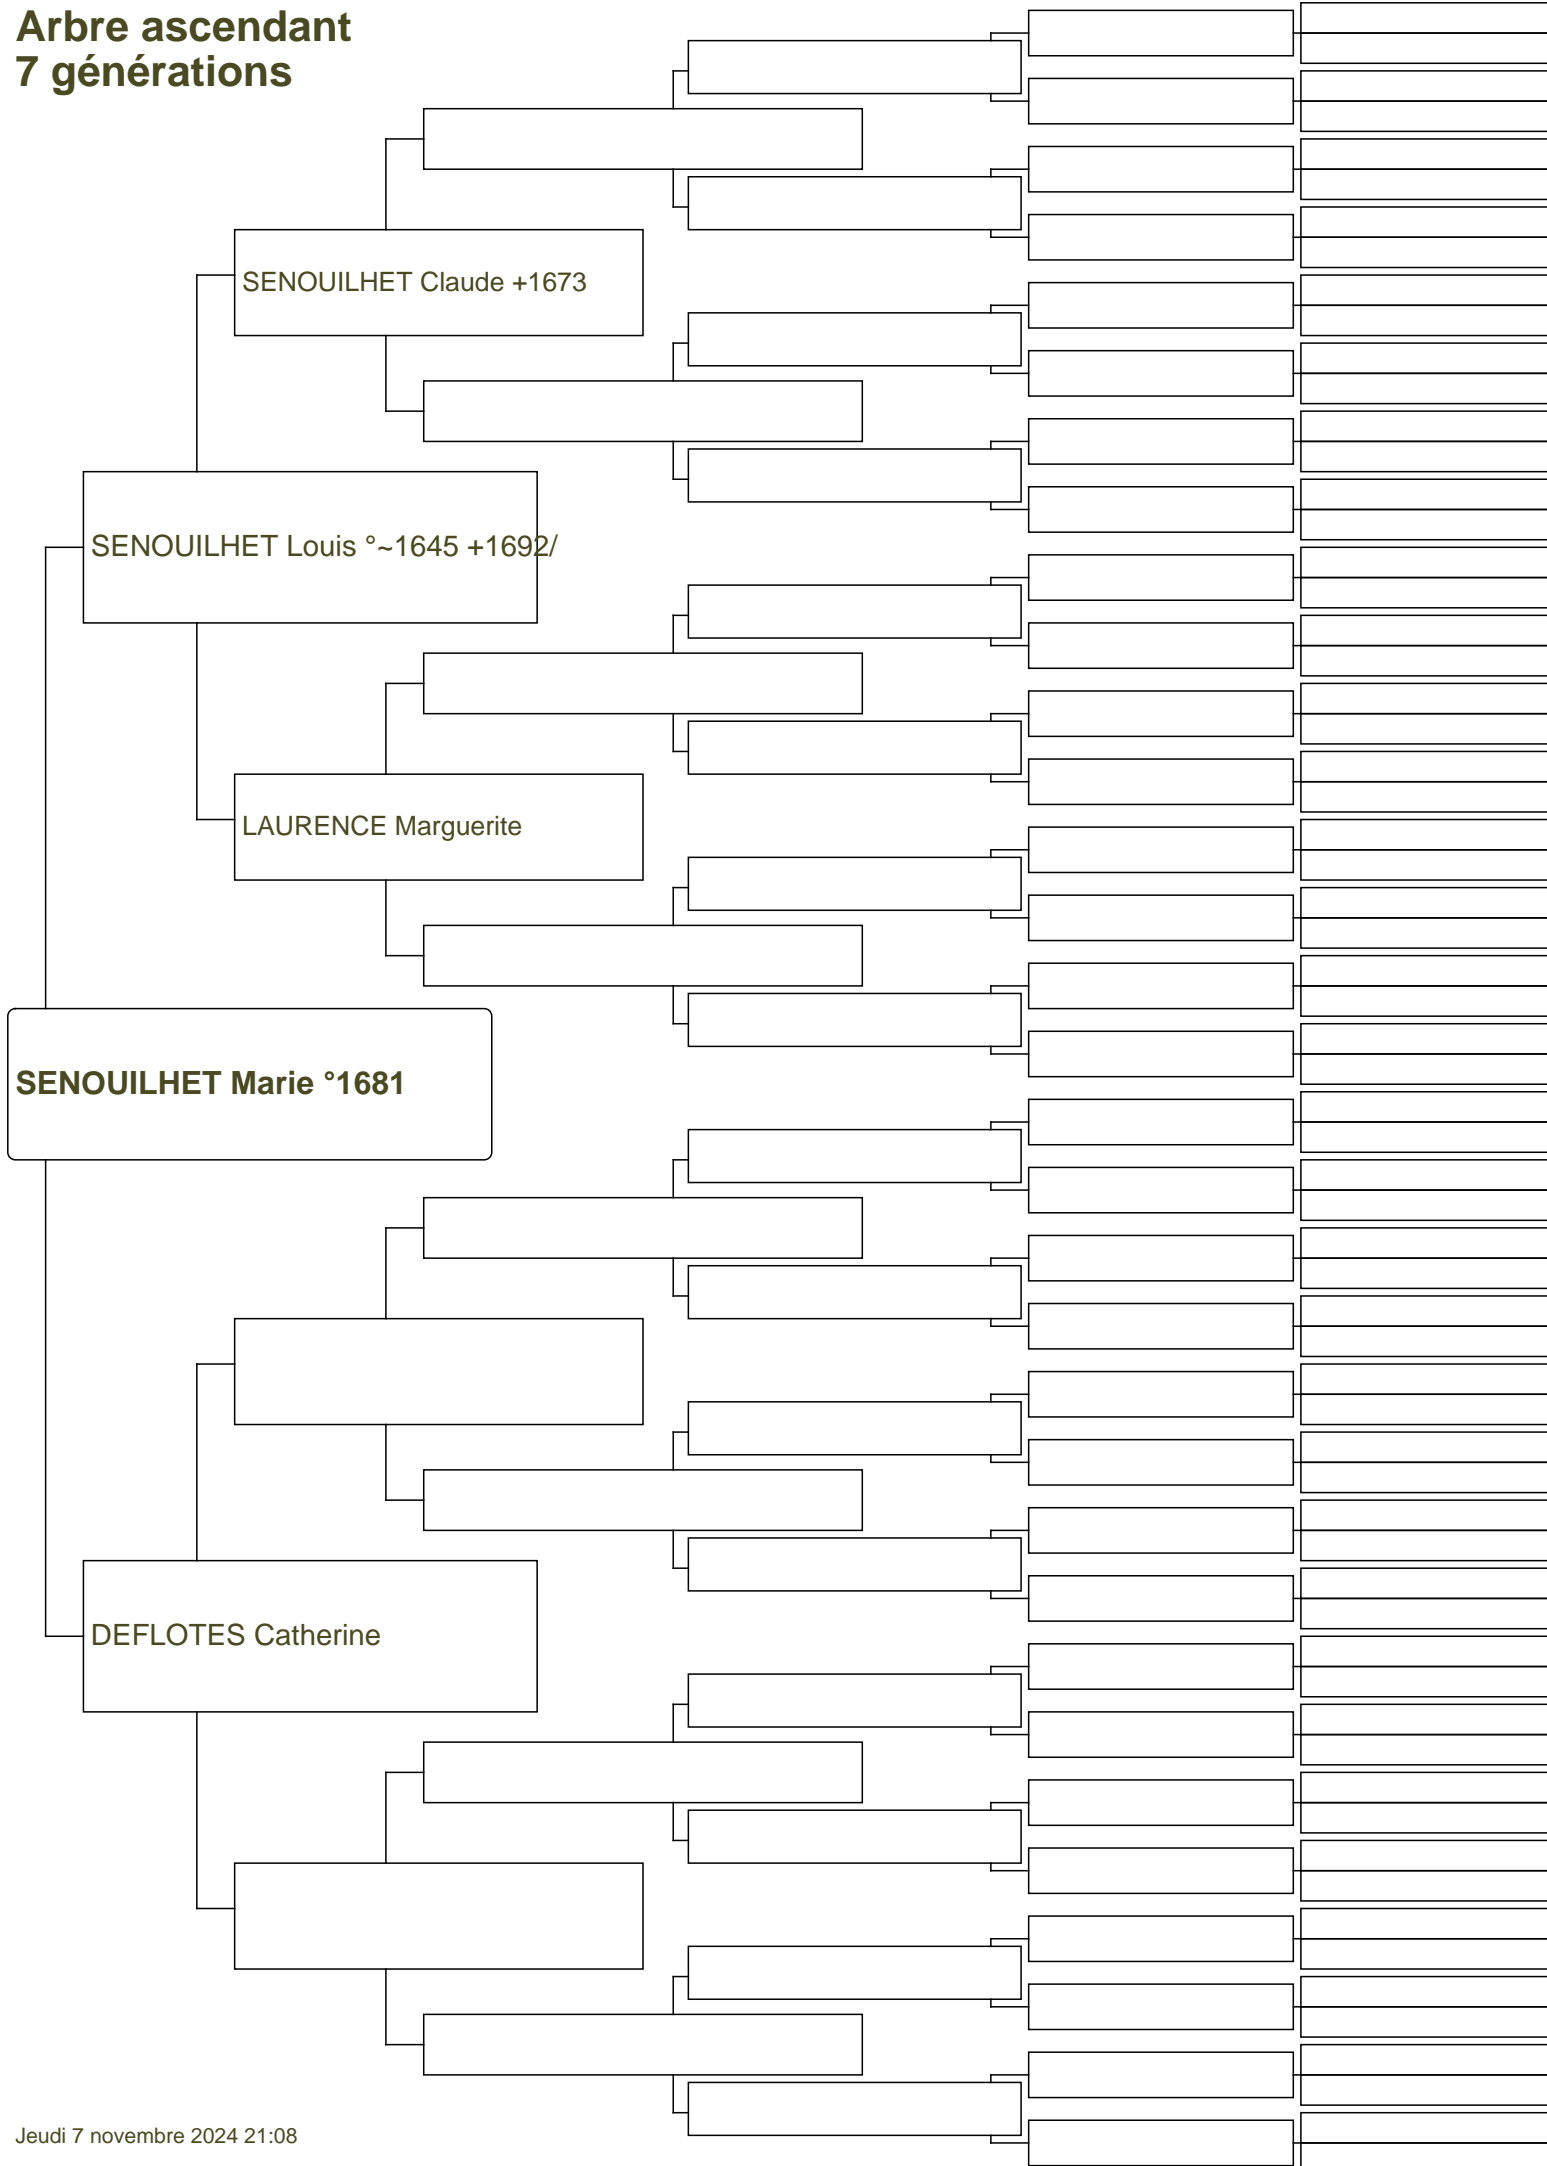 Arbre ascendant
7 générations
SENOUILHET Claude +1673
SENOUILHET Louis °~1645 +1692/
LAURENCE Marguerite
SENOUILHET Marie °1681
DEFLOTES Catherine
Jeudi 7 novembre 2024 21:08